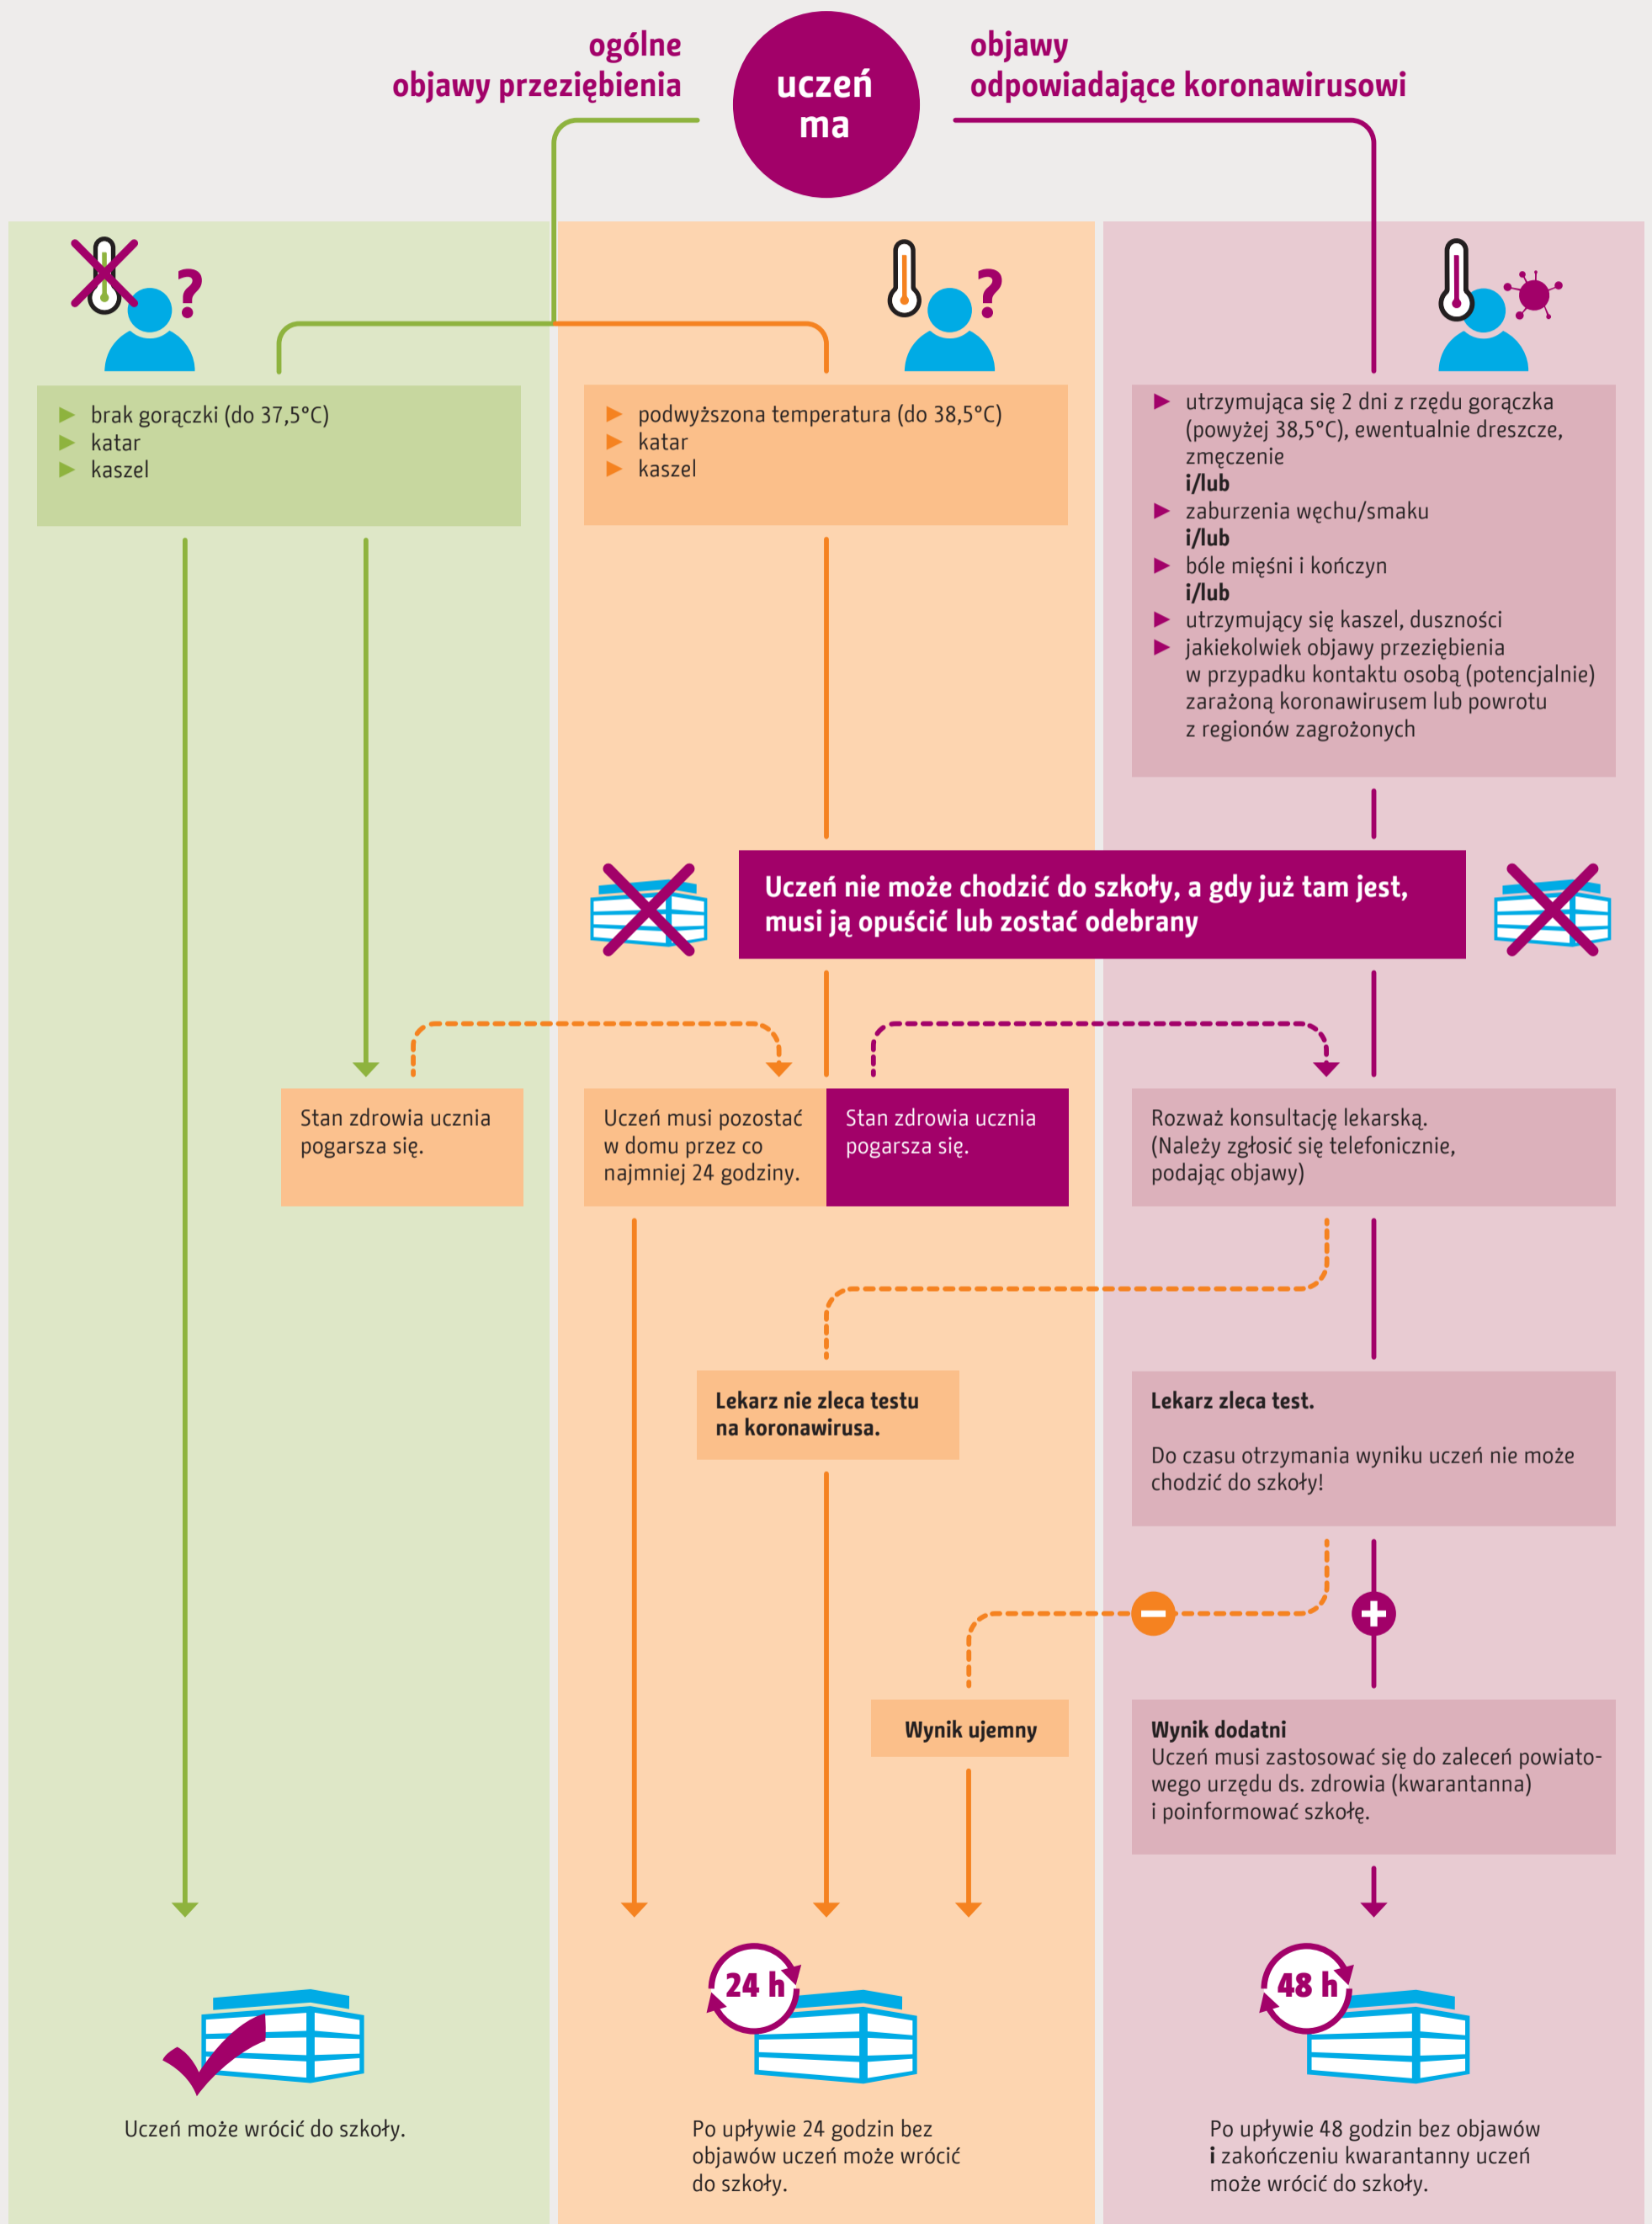 ogólne
objawy przeziębienia
uczeń
ma
objawy
odpowiadające koronawirusowi
?
?
brak gorączki (do 37,5°C)
katar
kaszel
podwyższona temperatura (do 38,5°C)
katar
kaszel
utrzymująca się 2 dni z rzędu gorączka
(powyżej 38,5°C), ewentualnie dreszcze,
zmęczenie
i/lub
zaburzenia węchu/smaku
i/lub
bóle mięśni i kończyn
i/lub
utrzymujący się kaszel, duszności
jakiekolwiek objawy przeziębienia
w przypadku kontaktu osobą (potencjalnie)
zarażoną koronawirusem lub powrotu
z regionów zagrożonych
Uczeń nie może chodzić do szkoły, a gdy już tam jest,
musi ją opuścić lub zostać odebrany
Stan zdrowia ucznia
pogarsza się.
Uczeń musi pozostać
w domu przez co
najmniej 24 godziny.
Stan zdrowia ucznia
pogarsza się.
Rozważ konsultację lekarską.
(Należy zgłosić się telefonicznie,
podając objawy)
Lekarz nie zleca testu
na koronawirusa.
Lekarz zleca test.
Do czasu otrzymania wyniku uczeń nie może
chodzić do szkoły!
Wynik ujemny
Wynik dodatni
Uczeń musi zastosować się do zaleceń powiato-
wego urzędu ds. zdrowia (kwarantanna)
i poinformować szkołę.
24 h
48 h
Uczeń może wrócić do szkoły.
Po upływie 24 godzin bez
objawów uczeń może wrócić
do szkoły.
Po upływie 48 godzin bez objawów
i zakończeniu kwarantanny uczeń
może wrócić do szkoły.